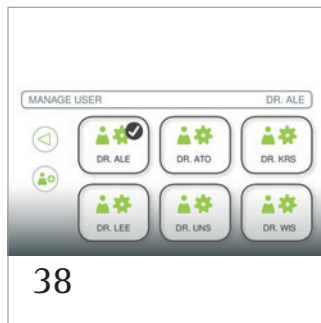 MANAGE USER DR. ALE
DR. ALE DR. ATO DR. KRS
DR. LEE DR. UNS DR. WIS
38